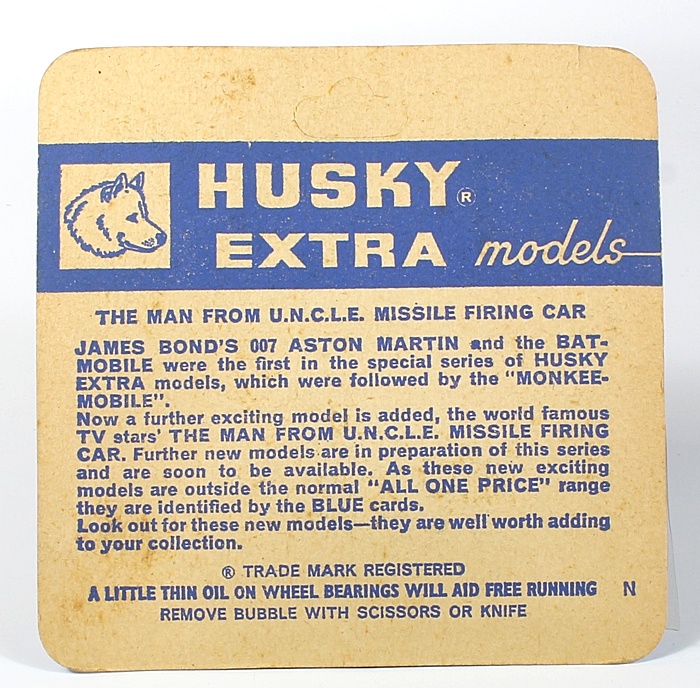 HUSKY®
EXTRA models
THE MAN FROM U.N.C.L.E. MISSILE FIRING CAR
JAMES BOND'S 007 ASTON MARTIN and the BAT-
MOBILE were the first in the special series of HUSKY
EXTRA models, which were followed by the "MONKEE-
MOBILE".
Now a further exciting model is added, the world famous
TV stars' THE MAN FROM U.N.C.L.E. MISSILE FIRING
CAR. Further new models are in preparation of this series
and are soon to be available. As these new exciting
models are outside the normal "ALL ONE PRICE" range
they are identified by the BLUE cards.
Look out for these new models—they are well worth adding
to your collection.
® TRADE MARK REGISTERED
A LITTLE THIN OIL ON WHEEL BEARINGS WILL AID FREE RUNNING N
REMOVE BUBBLE WITH SCISSORS OR KNIFE